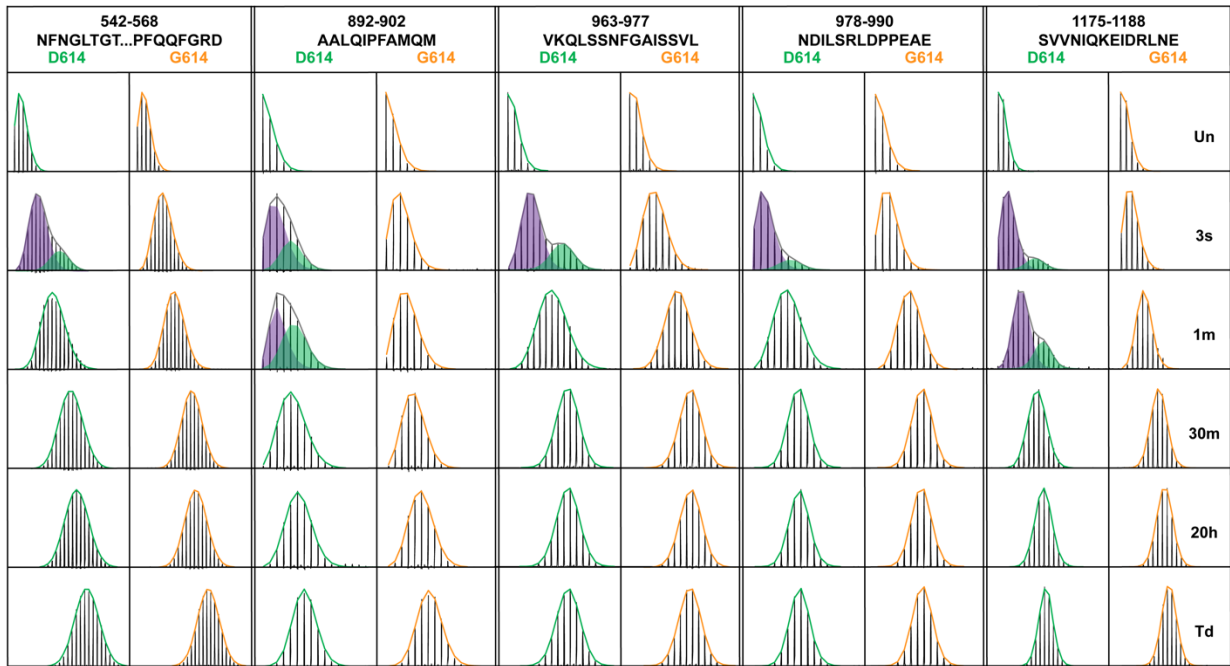 542-568 892-902 963-977 978-990 1175-1188
NFNGLTGT...PFQQFGRD AALQIPFAMQM VKQLSSNFGAISSVL NDILSRLDPPEAE SVVNIQKEIDRLNE
D614 G614 D614 G614 D614 G614 D614 G614 D614 G614
Un
3s
1m
30m
20h
Td